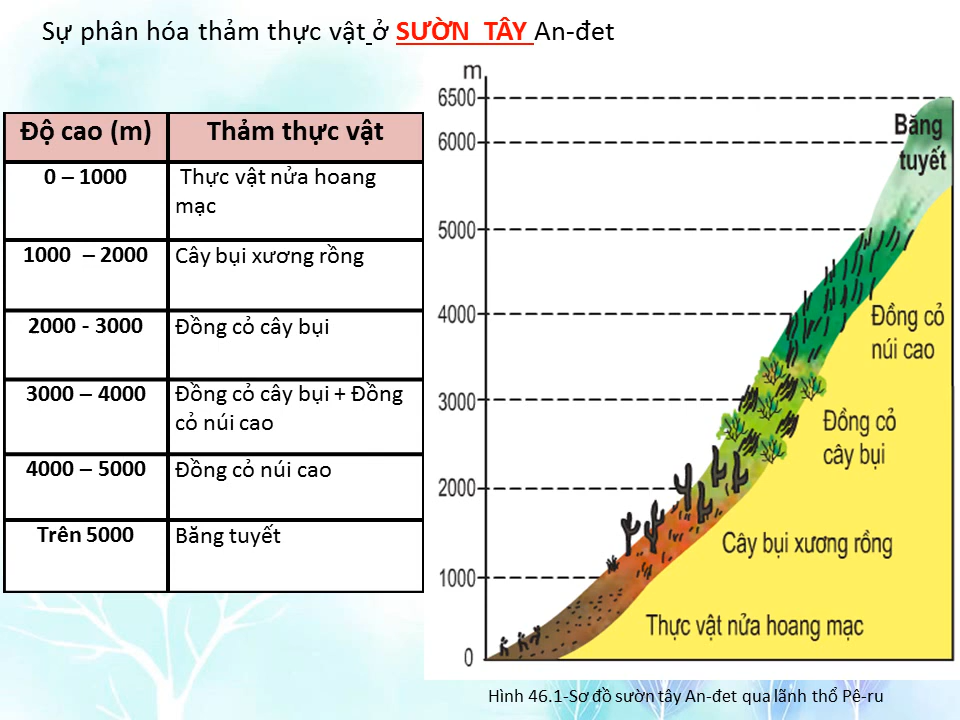 Sự phân hóa thảm thực vật ở SƯỜN TÂY An-đet
Độ cao (m) Thảm thực vật
0 – 1000 Thực vật nửa hoang
mạc
1000 – 2000 Cây bụi xương rồng
2000 - 3000 Đồng cỏ cây bụi
3000 – 4000 Đồng cỏ cây bụi + Đồng
cỏ núi cao
4000 – 5000 Đồng cỏ núi cao
Trên 5000 Băng tuyết
m
6500
6000
5000
4000
3000
2000
1000
0
Băng
tuyết
Đồng cỏ
núi cao
Đồng cỏ
cây bụi
Cây bụi xương rồng
Thực vật nửa hoang mạc
Hình 46.1-Sơ đồ sườn tây An-đet qua lãnh thổ Pê-ru